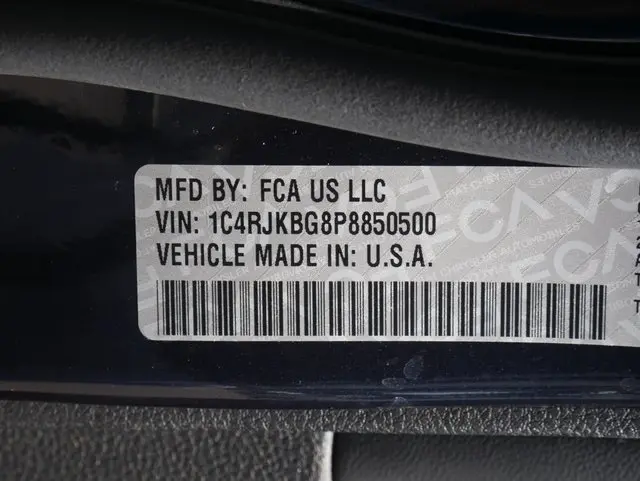 MFD BY: FCA US LLC
VIN: 1C4RJKBG8P8850500
VEHICLE MADE IN: U.S.A.